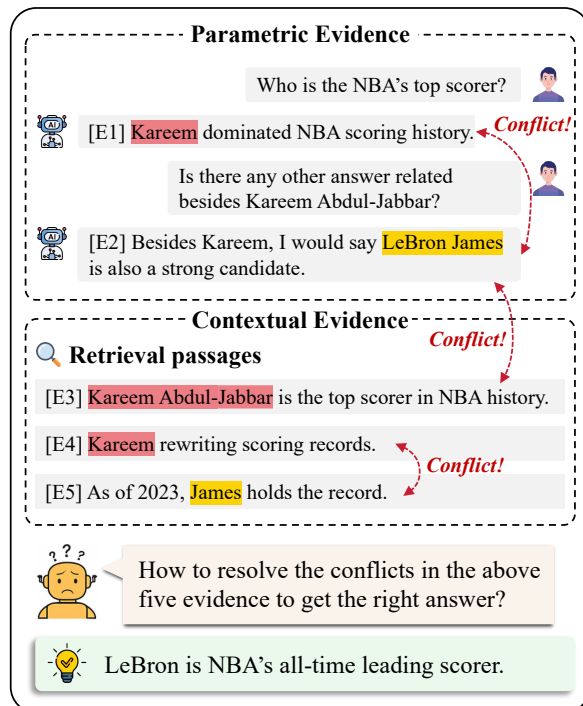 Parametric Evidence
Who is the NBA's top scorer?
AI
[E1] Kareem dominated NBA scoring history.
Conflict!
Is there any other answer related
besides Kareem Abdul-Jabbar?
AI
[E2] Besides Kareem, I would say LeBron James
is also a strong candidate.
Contextual Evidence
Conflict!
Retrieval passages
[E3] Kareem Abdul-Jabbar is the top scorer in NBA history.
[E4] Kareem rewriting scoring records.
Conflict!
[E5] As of 2023, James holds the record.
? ? ?
How to resolve the conflicts in the above
five evidence to get the right answer?
LeBron is NBA's all-time leading scorer.